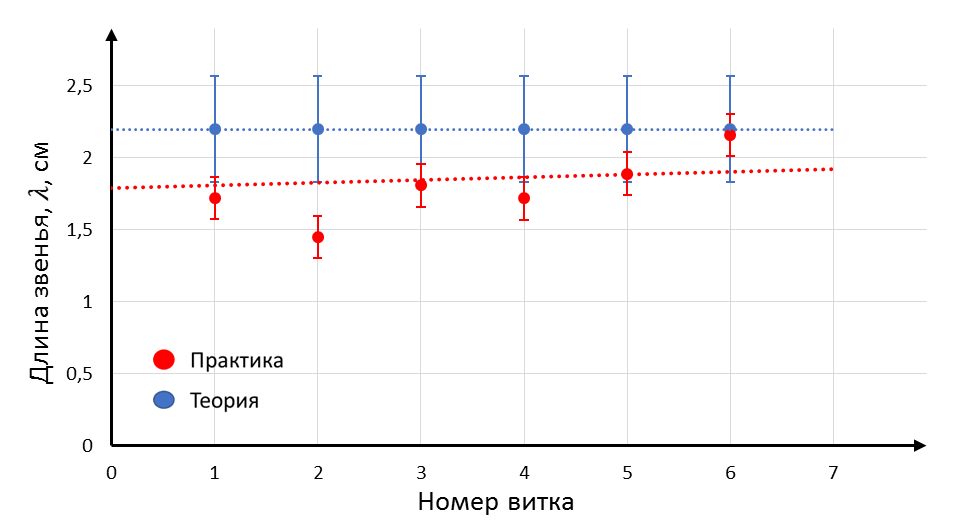 Длина звенья, λ, см
2,5
2
1,5
1
0,5
0
Практика
Теория
0 1 2 3 4 5 6 7
Номер витка